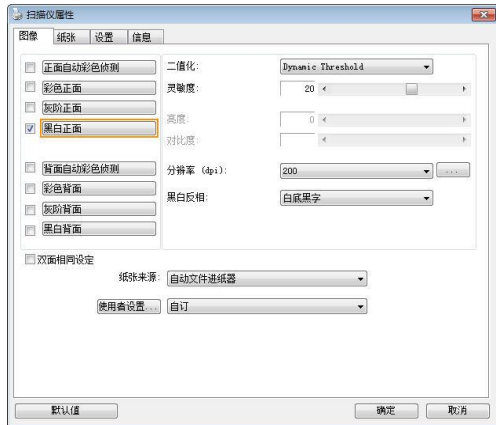 扫描仪属性
图像 纸张 设置 信息
正面自动彩色侦测
彩色正面
灰阶正面
黑白正面
背面自动彩色侦测
彩色背面
灰阶背面
黑白背面
二值化: Dynamic Threshold
灵敏度: 20
亮度: 0
对比度:
分辨率 (dpi): 200 ...
黑白反相: 白底黑字
双面相同设定
纸张来源: 自动文件进纸器
使用者设置... 自订
默认值 确定 取消